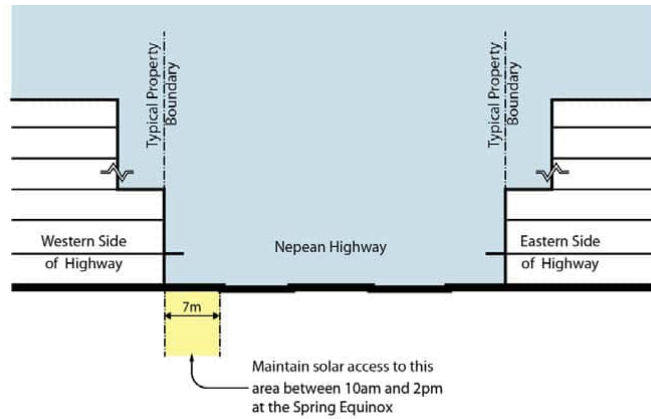 Typical Property
Boundary
Typical Property
Boundary
Western Side
of Highway
Nepean Highway
Eastern Side
of Highway
7m
Maintain solar access to this
area between 10am and 2pm
at the Spring Equinox